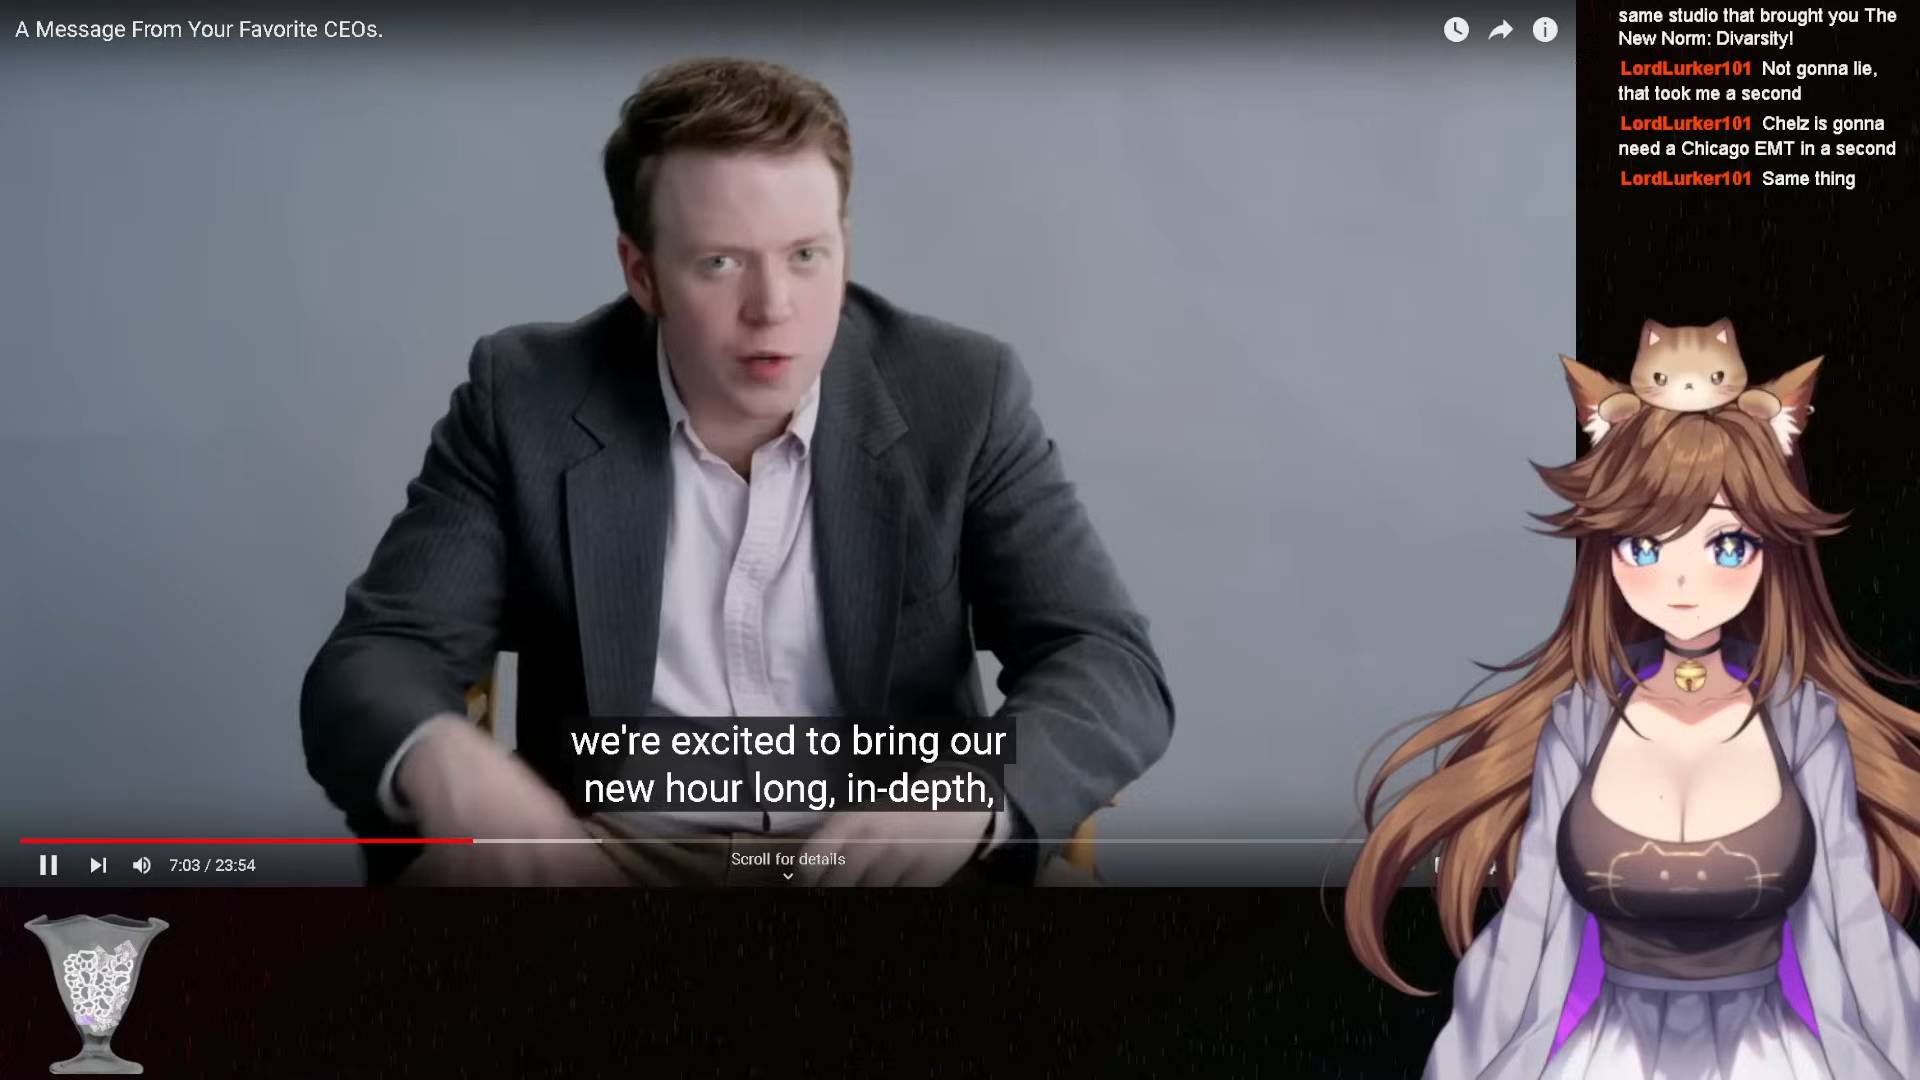 A Message From Your Favorite CEOs.
same studio that brought you The
New Norm: Divarsity!
LordLurker101 Not gonna lie,
that took me a second
LordLurker101 Chelz is gonna
need a Chicago EMT in a second
LordLurker101 Same thing
we're excited to bring our
new hour long, in-depth,
7:03 / 23:54
Scroll for details